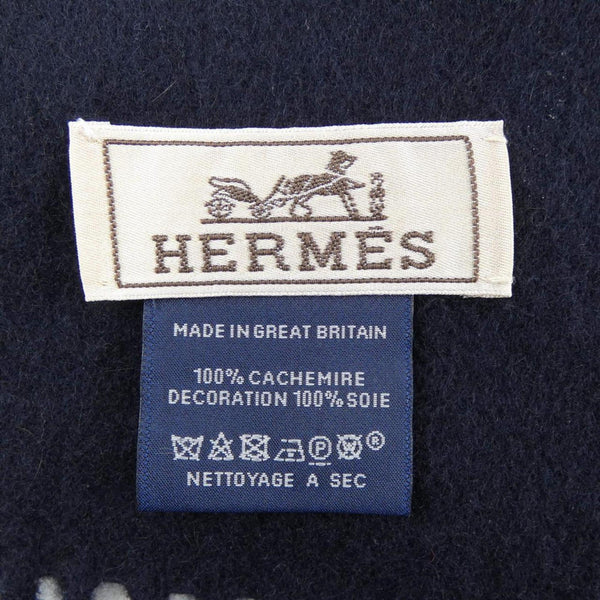 HERMÈS
MADE IN GREAT BRITAIN
100% CACHEMIRE
DECORATION 100% SOIE
P ®
NETTOYAGE A SEC